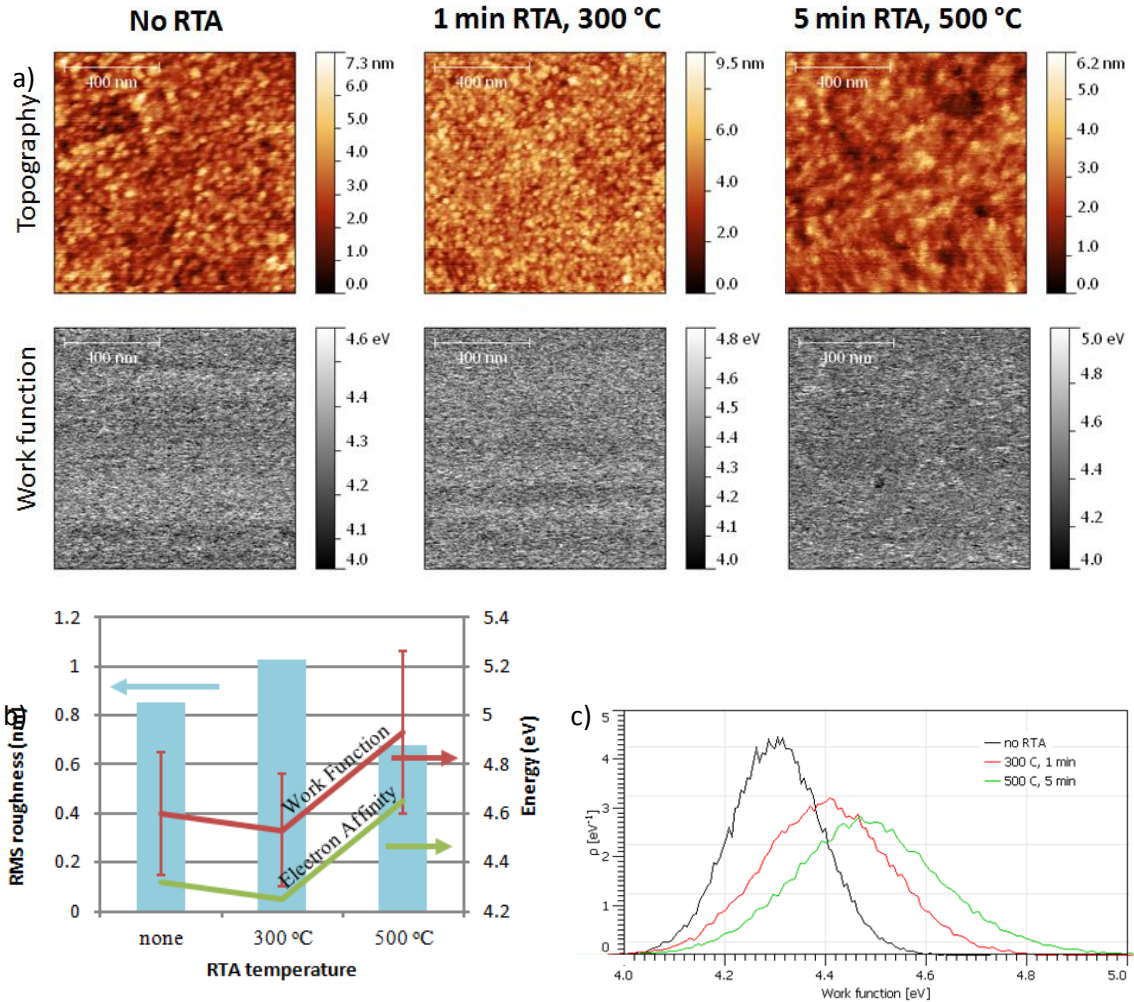 No RTA
1 min RTA, 300 °C
5 min RTA, 500 °C
a)
Topography
400 nm
7.3 nm
6.0
5.0
4.0
3.0
2.0
1.0
0.0
400 nm
9.5 nm
6.0
4.0
2.0
0.0
400 nm
6.2 nm
5.0
4.0
3.0
2.0
1.0
0.0
Work function
400 nm
4.6 eV
4.4
4.3
4.2
4.1
4.0
400 nm
4.8 eV
4.6
4.5
4.4
4.3
4.2
4.1
4.0
400 nm
5.0 eV
4.8
4.6
4.4
4.2
4.0
b)
RMS roughness (nm)
1.2
1
0.8
0.6
0.4
0.2
0
Work Function
Electron Affinity
5.4
5.2
5
4.8
4.6
4.4
4.2
Energy (eV)
none
300 °C
500 °C
RTA temperature
c)
ρ [eV⁻¹]
5
4
3
2
1
0
no RTA
300 C, 1 min
500 C, 5 min
4.0
4.2
4.4
4.6
4.8
5.0
Work function [eV]